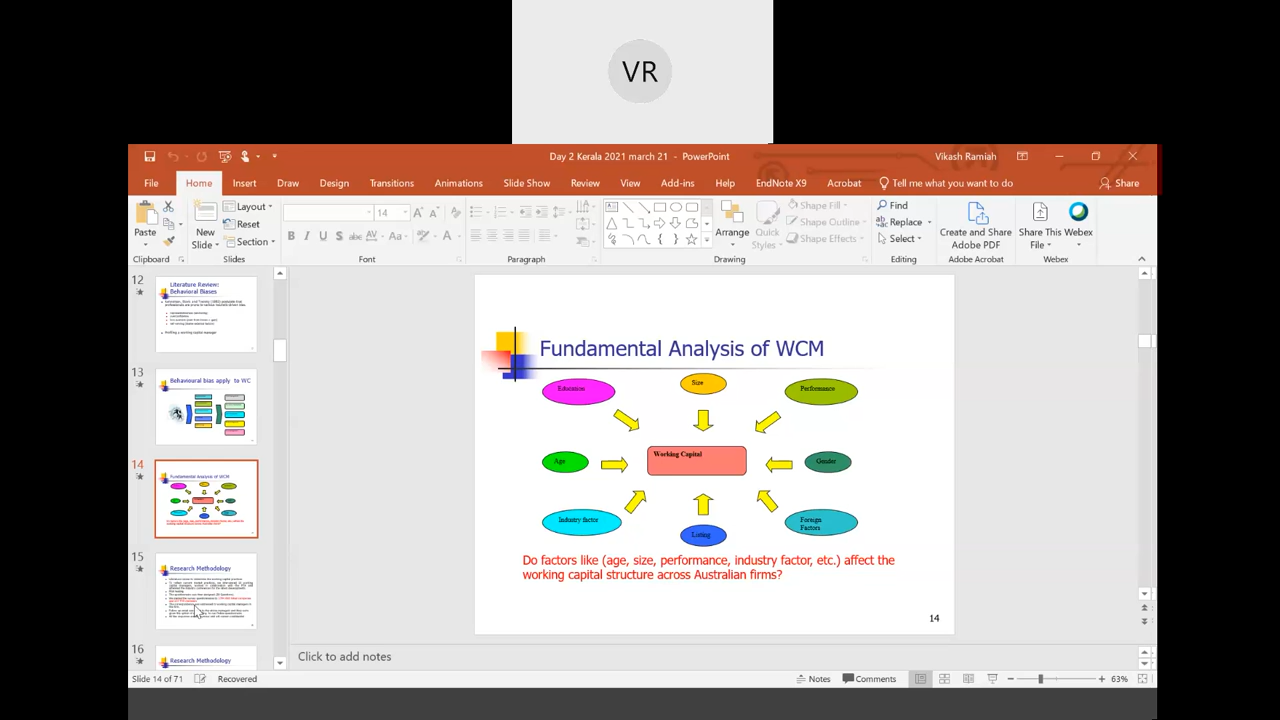 VR
Day 2 Kerala 2021 march 21 - PowerPoint
Vikash Ramiah
File Home Insert Draw Design Transitions Animations Slide Show Review View Add-ins Help EndNote X9 Acrobat Tell me what you want to do Share
Paste
New Slide
Layout
Reset
Section
14
B I U S abc AV Aa A
Arrange
Quick Styles
Shape Fill
Shape Outline
Shape Effects
Find
Replace
Select
Create and Share Adobe PDF
Share This File
Webex
Clipboard Slides Font Paragraph Drawing Editing Adobe Acrobat Webex
12
Literature Review:
Behavioral Biases
13
Behavioural bias apply to WC
14
Fundamental Analysis of WCM
15
Research Methodology
16
Research Methodology
Fundamental Analysis of WCM
Education
Size
Performance
Age
Working Capital
Gender
Industry factor
Listing
Foreign
Factors
Do factors like (age, size, performance, industry factor, etc.) affect the
working capital structure across Australian firms?
14
Click to add notes
Slide 14 of 71 Recovered Notes Comments 63%